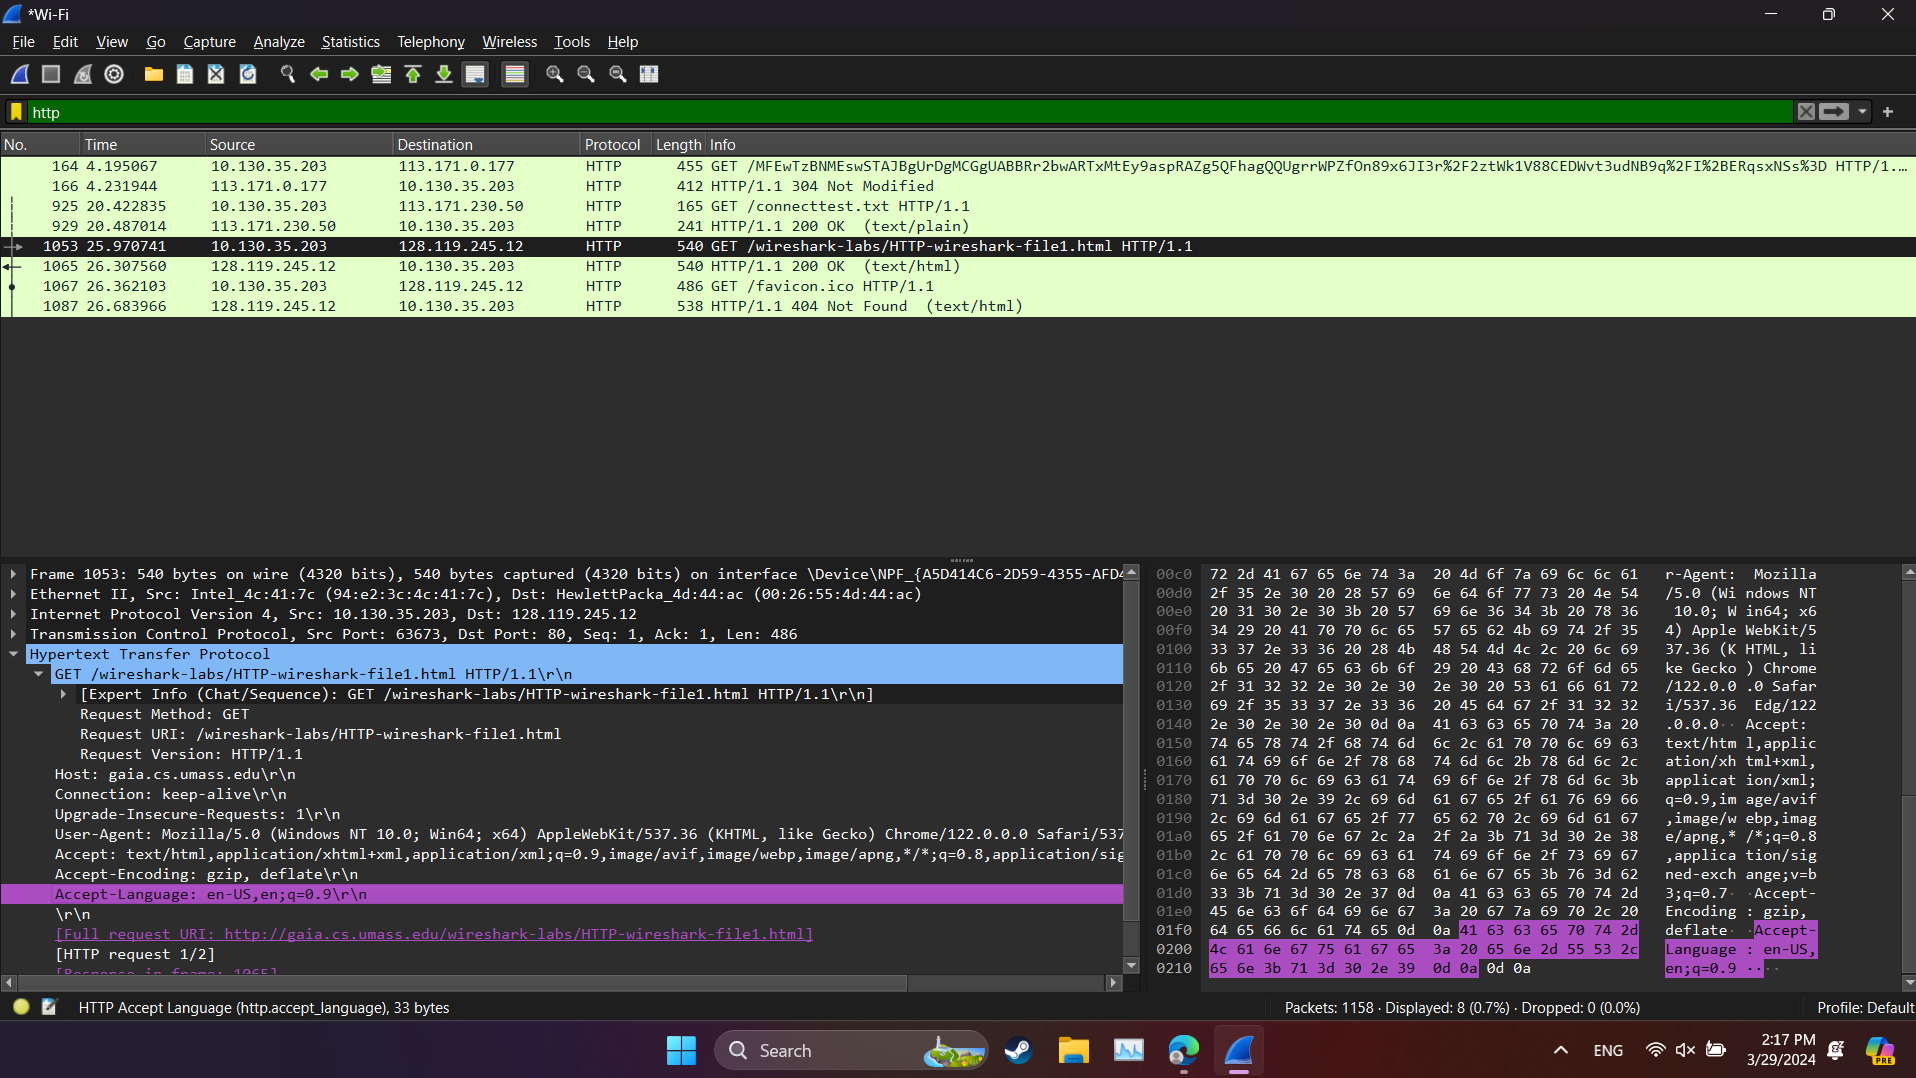 *Wi-Fi
File Edit View Go Capture Analyze Statistics Telephony Wireless Tools Help
http
No. Time Source Destination Protocol Length Info
164 4.195067 10.130.35.203 113.171.0.177 HTTP 455 GET /MFEwTzBNMEswSTAJBgUrDgMCGgUABBRr2bwARTxMtEy9aspRAZg5QFhagQQUgrrWPZfOn89x6JI3r%2F2ztWk1V88CEDWvt3udNB9q%2FI%2BERqsxNSs%3D HTTP/1....
166 4.231944 113.171.0.177 10.130.35.203 HTTP 412 HTTP/1.1 304 Not Modified
925 20.422835 10.130.35.203 113.171.230.50 HTTP 165 GET /connecttest.txt HTTP/1.1
929 20.487014 113.171.230.50 10.130.35.203 HTTP 241 HTTP/1.1 200 OK (text/plain)
1053 25.970741 10.130.35.203 128.119.245.12 HTTP 540 GET /wireshark-labs/HTTP-wireshark-file1.html HTTP/1.1
1065 26.307560 128.119.245.12 10.130.35.203 HTTP 540 HTTP/1.1 200 OK (text/html)
1067 26.362103 10.130.35.203 128.119.245.12 HTTP 486 GET /favicon.ico HTTP/1.1
1087 26.683966 128.119.245.12 10.130.35.203 HTTP 538 HTTP/1.1 404 Not Found (text/html)
Frame 1053: 540 bytes on wire (4320 bits), 540 bytes captured (4320 bits) on interface \Device\NPF_{A5D414C6-2D59-4355-AFD4
Ethernet II, Src: Intel_4c:41:7c (94:e2:3c:4c:41:7c), Dst: HewlettPacka_4d:44:ac (00:26:55:4d:44:ac)
Internet Protocol Version 4, Src: 10.130.35.203, Dst: 128.119.245.12
Transmission Control Protocol, Src Port: 63673, Dst Port: 80, Seq: 1, Ack: 1, Len: 486
Hypertext Transfer Protocol
GET /wireshark-labs/HTTP-wireshark-file1.html HTTP/1.1\r\n
[Expert Info (Chat/Sequence): GET /wireshark-labs/HTTP-wireshark-file1.html HTTP/1.1\r\n]
Request Method: GET
Request URI: /wireshark-labs/HTTP-wireshark-file1.html
Request Version: HTTP/1.1
Host: gaia.cs.umass.edu\r\n
Connection: keep-alive\r\n
Upgrade-Insecure-Requests: 1\r\n
User-Agent: Mozilla/5.0 (Windows NT 10.0; Win64; x64) AppleWebKit/537.36 (KHTML, like Gecko) Chrome/122.0.0.0 Safari/537
Accept: text/html,application/xhtml+xml,application/xml;q=0.9,image/avif,image/webp,image/apng,*/*;q=0.8,application/sig
Accept-Encoding: gzip, deflate\r\n
Accept-Language: en-US,en;q=0.9\r\n
\r\n
[Full request URI: http://gaia.cs.umass.edu/wireshark-labs/HTTP-wireshark-file1.html]
[HTTP request 1/2]
[Response in frame: 1065]
00c0 72 2d 41 67 65 6e 74 3a 20 4d 6f 7a 69 6c 6c 61 r-Agent: Mozilla
00d0 2f 35 2e 30 20 28 57 69 6e 64 6f 77 73 20 4e 54 /5.0 (Wi ndows NT
00e0 20 31 30 2e 30 3b 20 57 69 6e 36 34 3b 20 78 36 10.0; W in64; x6
00f0 34 29 20 41 70 70 6c 65 57 65 62 4b 69 74 2f 35 4) Apple WebKit/5
0100 33 37 2e 33 36 20 28 4b 48 54 4d 4c 2c 20 6c 69 37.36 (K HTML, li
0110 6b 65 20 47 65 63 6b 6f 29 20 43 68 72 6f 6d 65 ke Gecko ) Chrome
0120 2f 31 32 32 2e 30 2e 30 2e 30 20 53 61 66 61 72 /122.0.0 .0 Safar
0130 69 2f 35 33 37 2e 33 36 20 45 64 67 2f 31 32 32 i/537.36 Edg/122
0140 2e 30 2e 30 2e 30 0d 0a 41 63 63 65 70 74 3a 20 .0.0.0·· Accept:
0150 74 65 78 74 2f 68 74 6d 6c 2c 61 70 70 6c 69 63 text/htm l,applic
0160 61 74 69 6f 6e 2f 78 68 74 6d 6c 2b 78 6d 6c 2c ation/xh tml+xml,
0170 61 70 70 6c 69 63 61 74 69 6f 6e 2f 78 6d 6c 3b applicat ion/xml;
0180 71 3d 30 2e 39 2c 69 6d 61 67 65 2f 61 76 69 66 q=0.9,im age/avif
0190 2c 69 6d 61 67 65 2f 77 65 62 70 2c 69 6d 61 67 ,image/w ebp,imag
01a0 65 2f 61 70 6e 67 2c 2a 2f 2a 3b 71 3d 30 2e 38 e/apng,* /*;q=0.8
01b0 2c 61 70 70 6c 69 63 61 74 69 6f 6e 2f 73 69 67 ,applica tion/sig
01c0 6e 65 64 2d 65 78 63 68 61 6e 67 65 3b 76 3d 62 ned-exch ange;v=b
01d0 33 3b 71 3d 30 2e 37 0d 0a 41 63 63 65 70 74 2d 3;q=0.7· ·Accept-
01e0 45 6e 63 6f 64 69 6e 67 3a 20 67 7a 69 70 2c 20 Encoding : gzip,
01f0 64 65 66 6c 61 74 65 0d 0a 41 63 63 65 70 74 2d deflate· ·Accept-
0200 4c 61 6e 67 75 61 67 65 3a 20 65 6e 2d 55 53 2c Language : en-US,
0210 65 6e 3b 71 3d 30 2e 39 0d 0a 0d 0a en;q=0.9 ····
HTTP Accept Language (http.accept_language), 33 bytes
Packets: 1158 · Displayed: 8 (0.7%) · Dropped: 0 (0.0%)
Profile: Default
Search
ENG
2:17 PM
3/29/2024
PRE